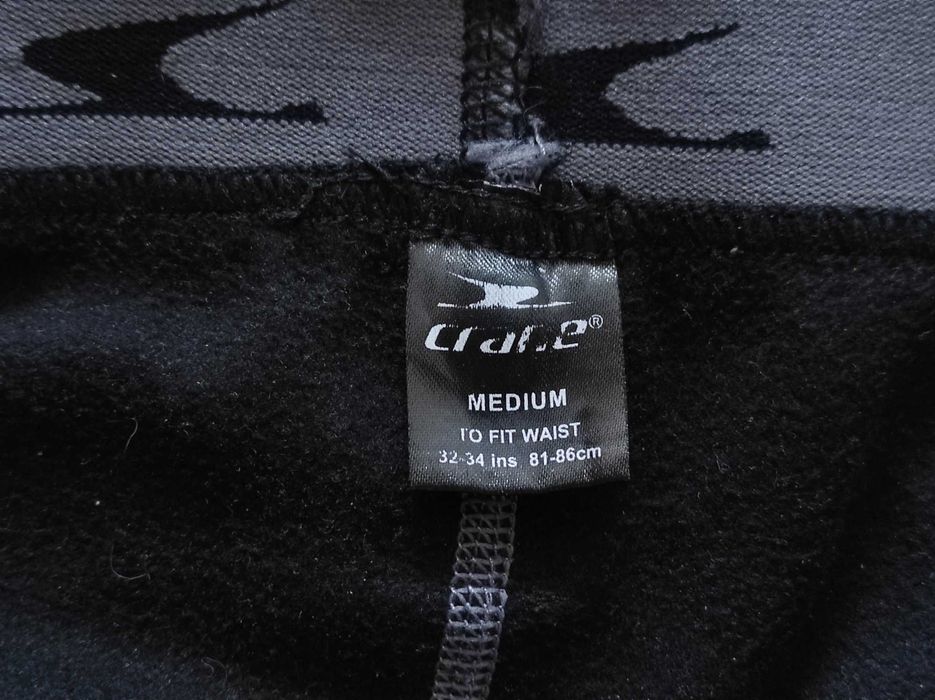 crane®
MEDIUM
TO FIT WAIST
32-34 ins 81-86cm